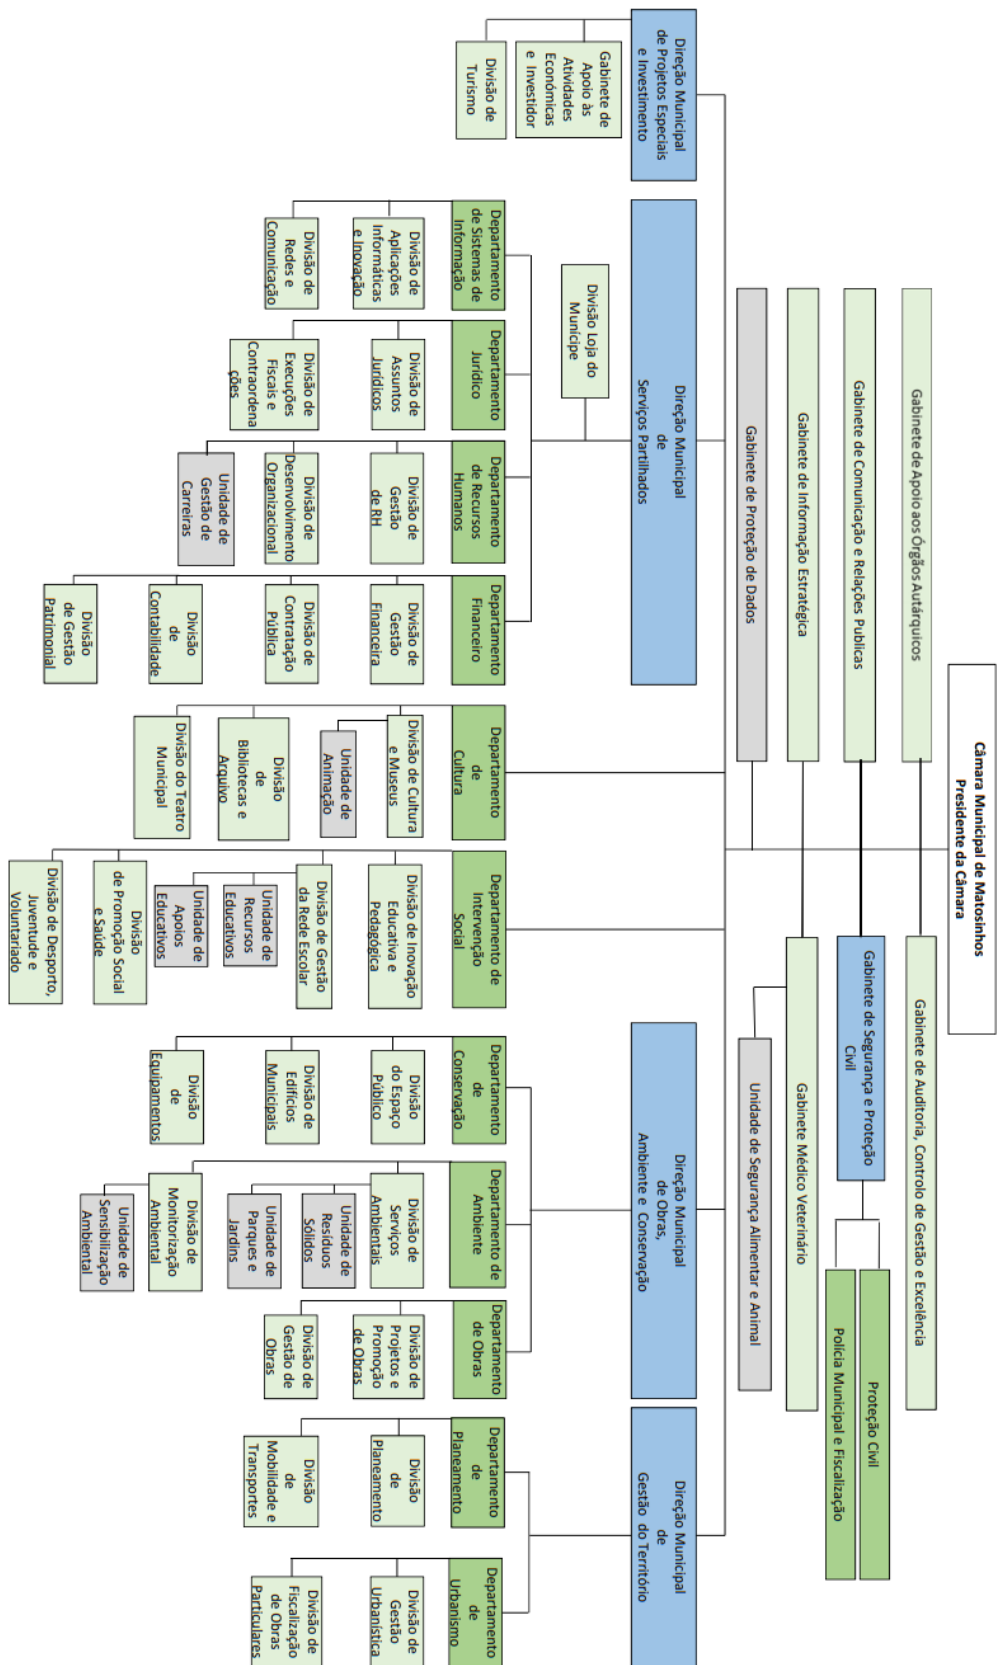 Câmara Municipal de Matosinhos
Presidente da Câmara
Gabinete de Apoio aos Órgãos Autárquicos
Gabinete de Auditoria, Controlo de Gestão e Excelência
Gabinete de Comunicação e Relações Publicas
Gabinete de Segurança e Proteção
Civil
Proteção Civil
Polícia Municipal e Fiscalização
Gabinete de Informação Estratégica
Gabinete Médico Veterinário
Gabinete de Proteção de Dados
Unidade de Segurança Alimentar e Animal
Direção Municipal
de Projetos Especiais
e Investimento
Gabinete de
Apoio às
Atividades
Económicas
e Investidor
Divisão de
Turismo
Direção Municipal
de
Serviços Partilhados
Divisão Loja do
Munícipe
Departamento
de Sistemas de
Informação
Divisão de
Aplicações
Informáticas
e Inovação
Divisão de
Redes e
Comunicação
Departamento
Jurídico
Divisão de
Assuntos
Jurídicos
Divisão de
Execuções
Fiscais e
Contraordena
ções
Departamento
de Recursos
Humanos
Divisão de
Gestão
de RH
Divisão de
Desenvolvimento
Organizacional
Unidade de
Gestão de
Carreiras
Departamento
Financeiro
Divisão de
Gestão
Financeira
Divisão de
Contratação
Pública
Divisão
de
Contabilidade
Divisão
de Gestão
Patrimonial
Departamento
de
Cultura
Divisão de Cultura
e Museus
Unidade de
Animação
Divisão
de
Bibliotecas e
Arquivo
Divisão do Teatro
Municipal
Departamento de
Intervenção
Social
Divisão de Inovação
Educativa e
Pedagógica
Divisão de Gestão
da Rede Escolar
Unidade de
Recursos
Educativos
Unidade de
Apoios
Educativos
Divisão
de Promoção Social
e Saúde
Divisão de Desporto,
Juventude e
Voluntariado
Direção Municipal
de Obras,
Ambiente e Conservação
Departamento
de
Conservação
Divisão
do Espaço
Público
Divisão de
Edifícios
Municipais
Divisão
de
Equipamentos
Departamento de
Ambiente
Divisão de
Serviços
Ambientais
Unidade de
Resíduos
Sólidos
Unidade de
Parques e
Jardins
Divisão de
Monitorização
Ambiental
Unidade de
Sensibilização
Ambiental
Departamento
de Obras
Divisão de
Projetos e
Promoção
de Obras
Divisão de
Gestão de
Obras
Direção Municipal
de
Gestão do Território
Departamento
de
Planeamento
Divisão
de
Planeamento
Divisão
de
Mobilidade e
Transportes
Departamento
de
Urbanismo
Divisão de
Gestão
Urbanística
Divisão de
Fiscalização
de Obras
Particulares